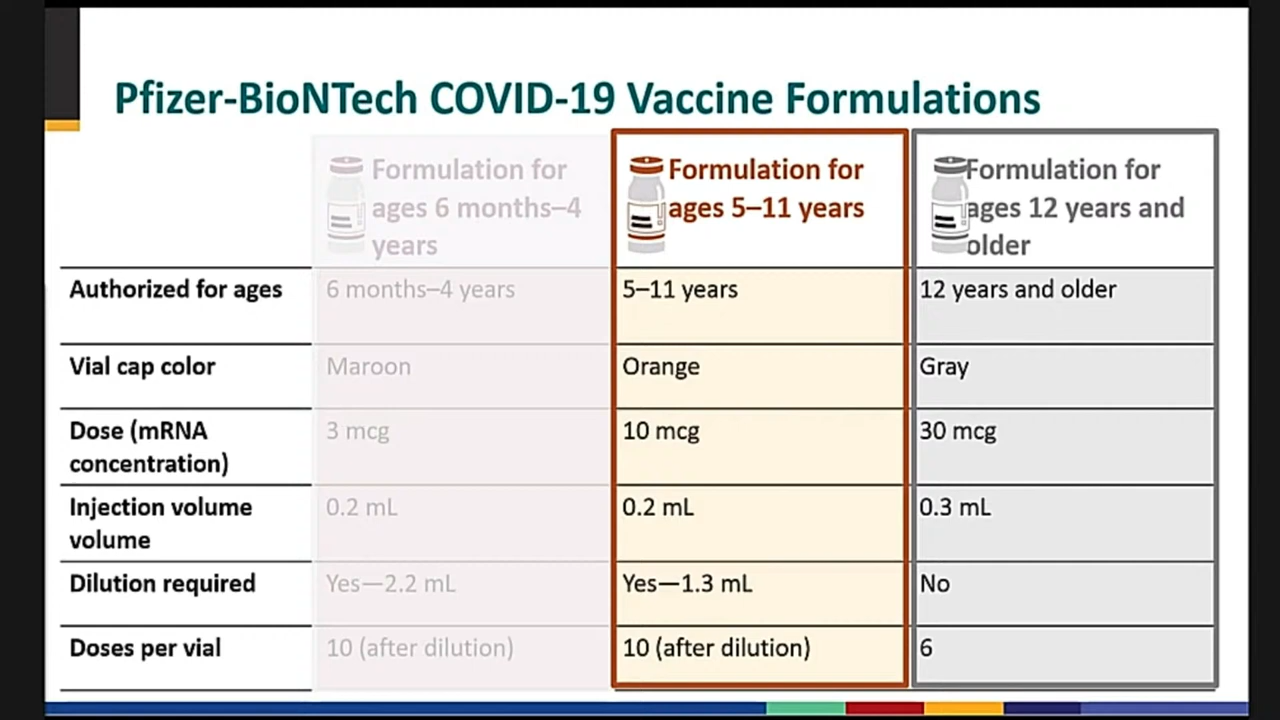 Pfizer-BioNTech COVID-19 Vaccine Formulations
Formulation for
ages 6 months–4
years
Formulation for
ages 5–11 years
Formulation for
ages 12 years and
older
Authorized for ages
6 months–4 years
5–11 years
12 years and older
Vial cap color
Maroon
Orange
Gray
Dose (mRNA
concentration)
3 mcg
10 mcg
30 mcg
Injection volume
volume
0.2 mL
0.2 mL
0.3 mL
Dilution required
Yes—2.2 mL
Yes—1.3 mL
No
Doses per vial
10 (after dilution)
10 (after dilution)
6